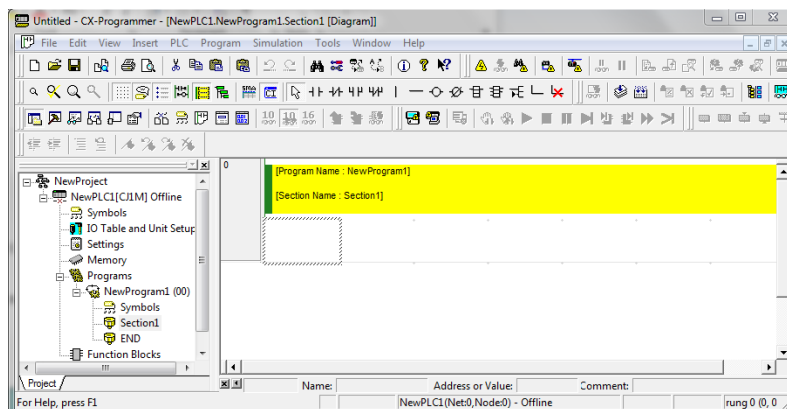 Untitled - CX-Programmer - [NewPLC1.NewProgram1.Section1 [Diagram]]
File Edit View Insert PLC Program Simulation Tools Window Help
0
[Program Name : NewProgram1]
[Section Name : Section1]
NewProject
NewPLC1[CJ1M] Offline
Symbols
IO Table and Unit Setup
Settings
Memory
Programs
NewProgram1 (00)
Symbols
Section1
END
Function Blocks
Project
Name:
Address or Value:
Comment:
For Help, press F1
NewPLC1(Net:0,Node:0) - Offline
rung 0 (0, 0